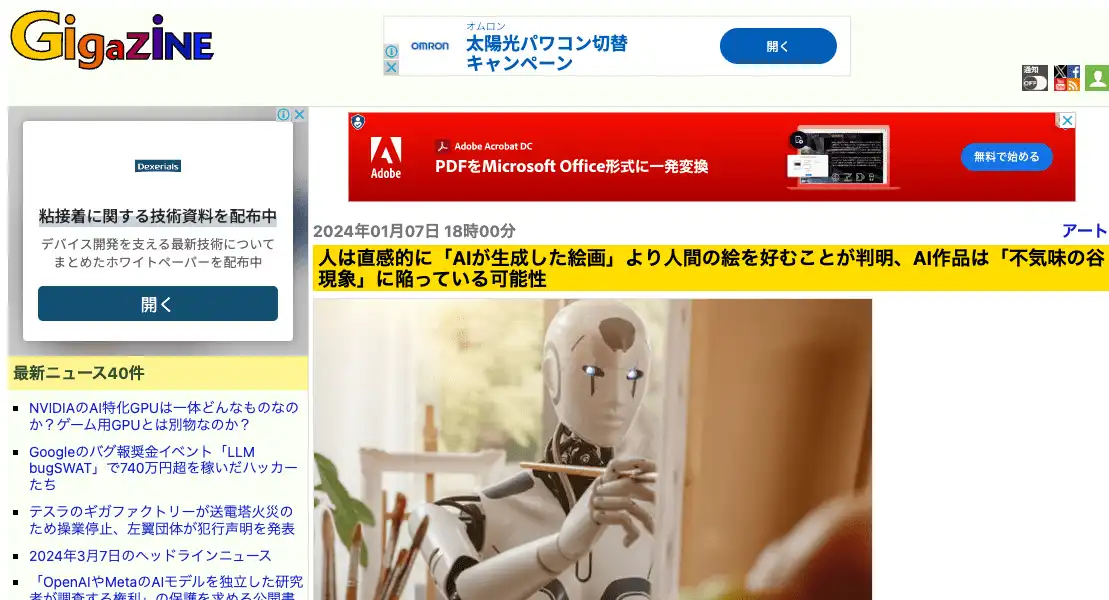 GigaZiNE
オムロン
OMRON
太陽光パワコン切替
キャンペーン
開く
通知
OFF
Dexerials
粘接着に関する技術資料を配布中
デバイス開発を支える最新技術について
まとめたホワイトペーパーを配布中
開く
Adobe
Adobe Acrobat DC
PDFをMicrosoft Office形式に一発変換
無料で始める
2024年01月07日 18時00分
アート
人は直感的に「AIが生成した絵画」より人間の絵を好むことが判明、AI作品は「不気味の谷
現象」に陥っている可能性
最新ニュース40件
NVIDIAのAI特化GPUは一体どんなものなの
か？ゲーム用GPUとは別物なのか？
Googleのバグ報奨金イベント「LLM
bugSWAT」で740万円超を稼いだハッカー
たち
テスラのギガファクトリーが送電塔火災の
ため操業停止、左翼団体が犯行声明を発表
2024年3月7日のヘッドラインニュース
「OpenAIやMetaのAIモデルを独立した研究
者が調査する権利」の保護を求める公開書